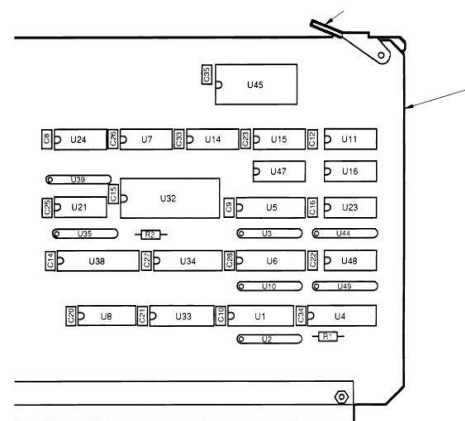 C35 U45
C8 U24 C26 U7 C33 U14 C23 U15 C12 U11
U47 U16
U39 C15 U32
C25 U21 C9 U5 C16 U23
U35 R2 U3 U44
C14 U38 C27 U34 C28 U6 C22 U48
U10 U49
C20 U8 C21 U33 C10 U1 C34 U4
U2 R1